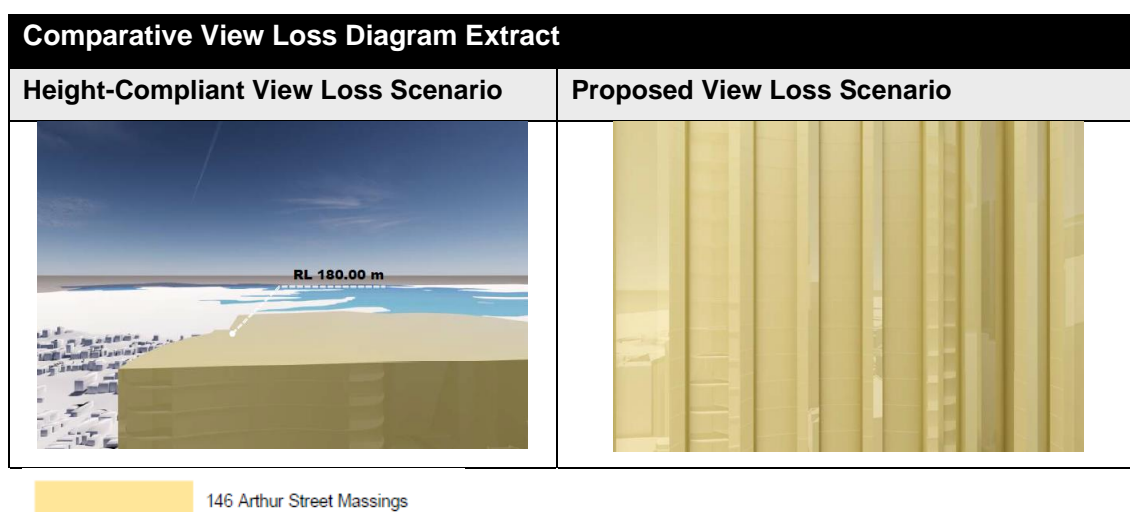 Comparative View Loss Diagram Extract
Height-Compliant View Loss Scenario
Proposed View Loss Scenario
RL 180.00 m
146 Arthur Street Massings